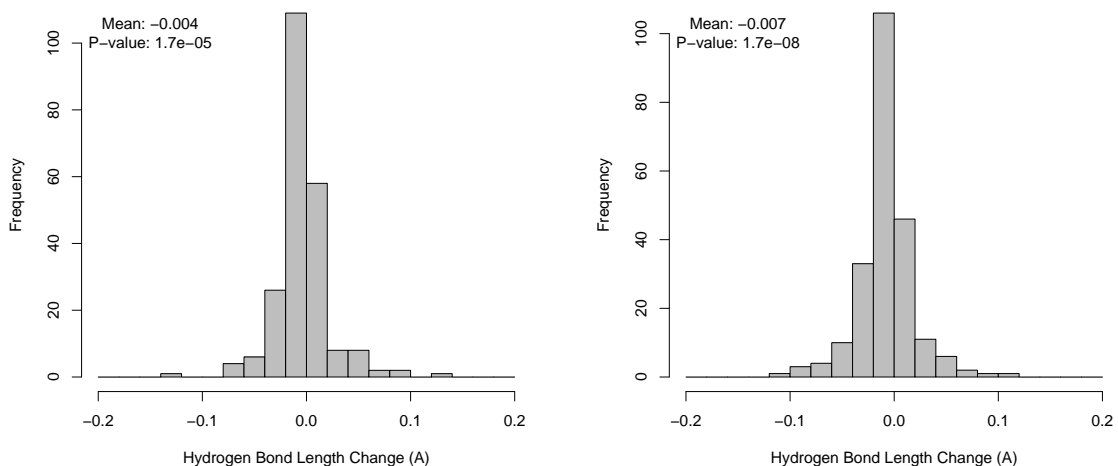 Mean: −0.004
P−value: 1.7e−05
100
80
60
40
20
0
Frequency
−0.2 −0.1 0.0 0.1 0.2
Hydrogen Bond Length Change (A)
Mean: −0.007
P−value: 1.7e−08
100
80
60
40
20
0
Frequency
−0.2 −0.1 0.0 0.1 0.2
Hydrogen Bond Length Change (A)